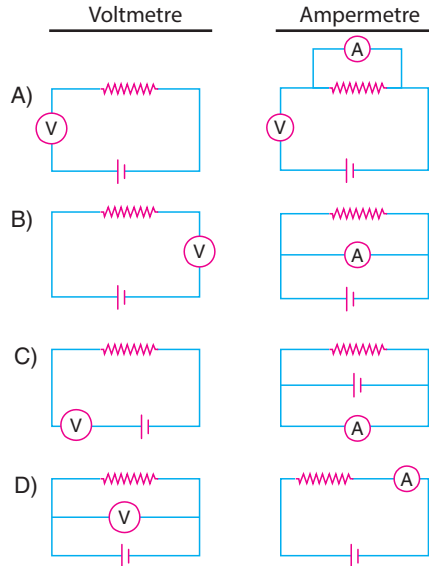 Voltmetre Ampermetre
A
A)
V V
B)
V A
C)
V A
D)
V A